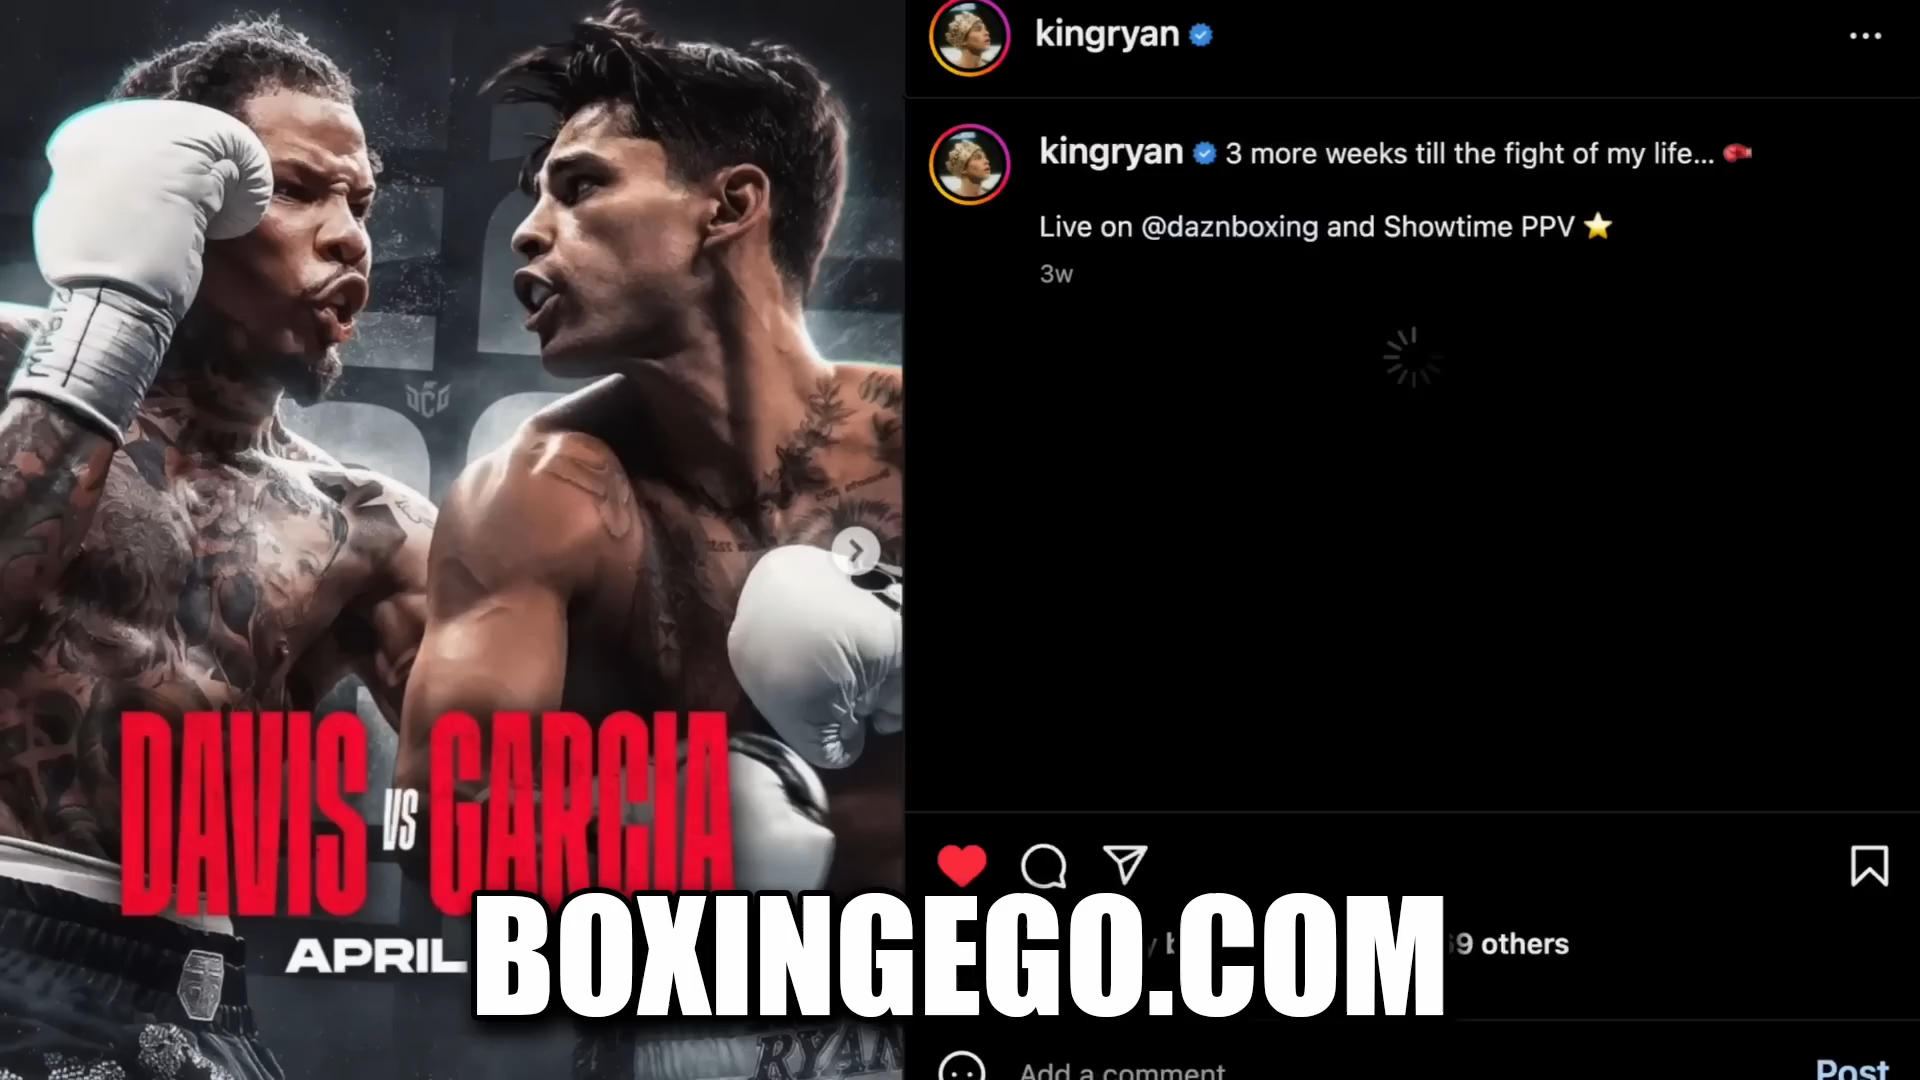 kingryan
kingryan 3 more weeks till the fight of my life...
Live on @daznboxing and Showtime PPV
3w
DAVIS VS GARCIA
APRIL
BOXINGEGO.COM
others
RYAN
Add a comment
Post